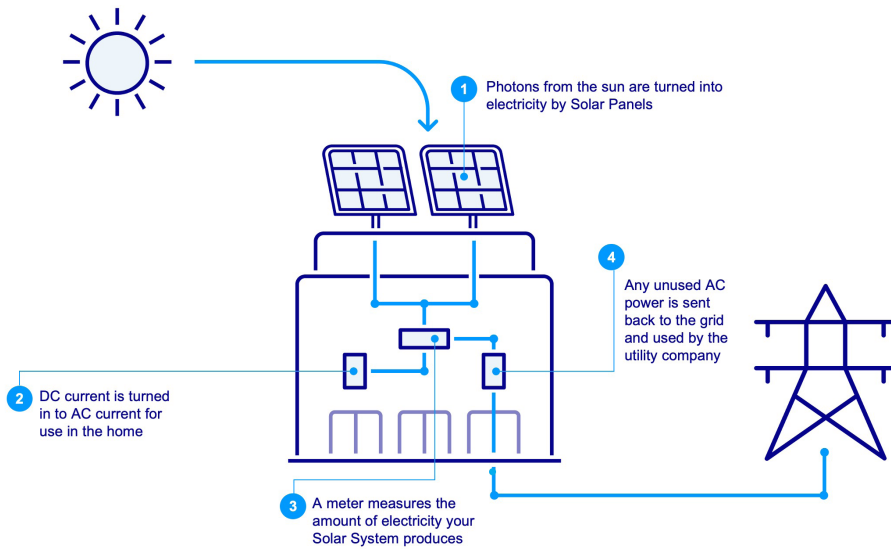 1
Photons from the sun are turned into
electricity by Solar Panels
4
Any unused AC
power is sent
back to the grid
and used by the
utility company
2
DC current is turned
in to AC current for
use in the home
3
A meter measures the
amount of electricity your
Solar System produces